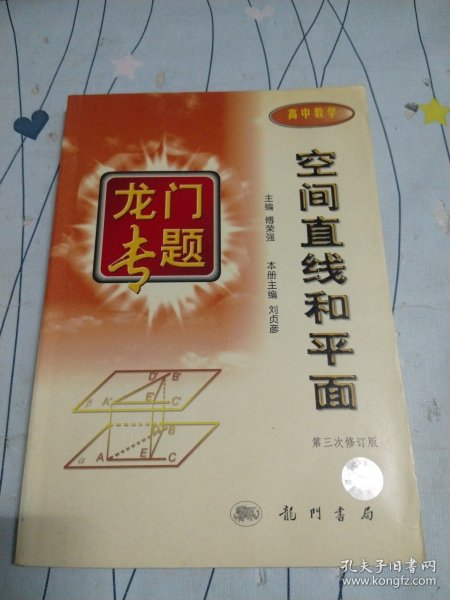 高中数学
空间直线和平面
主编 傅荣强
本册主编 刘贞彦
龙门
专题
D' B'
β A' E' C'
D B
α A E C
第三次修订版
龍門書局
孔夫子旧书网
www.kongfz.com